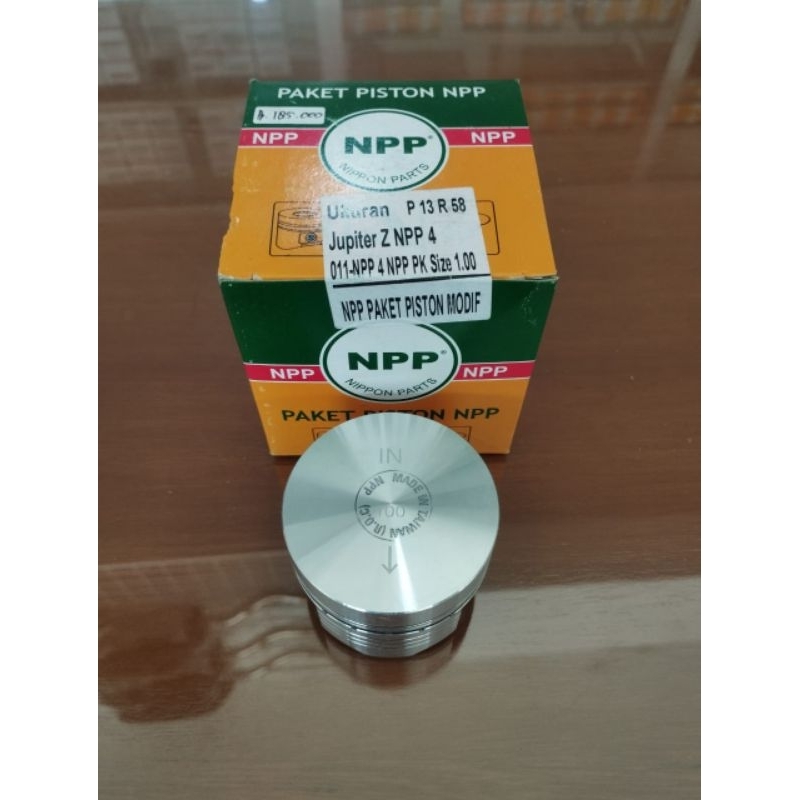 PAKET PISTON NPP
185.000
NPP
NPP®
NPP
NIPPON PARTS
Ukuran P 13 R 58
Jupiter Z NPP 4
011-NPP 4 NPP PK Size 1.00
NPP PAKET PISTON MODIF
NPP
NPP®
NPP
NIPPON PARTS
PAKET PISTON NPP
IN
NPP MADE IN TAIWAN (R.O.C)
100